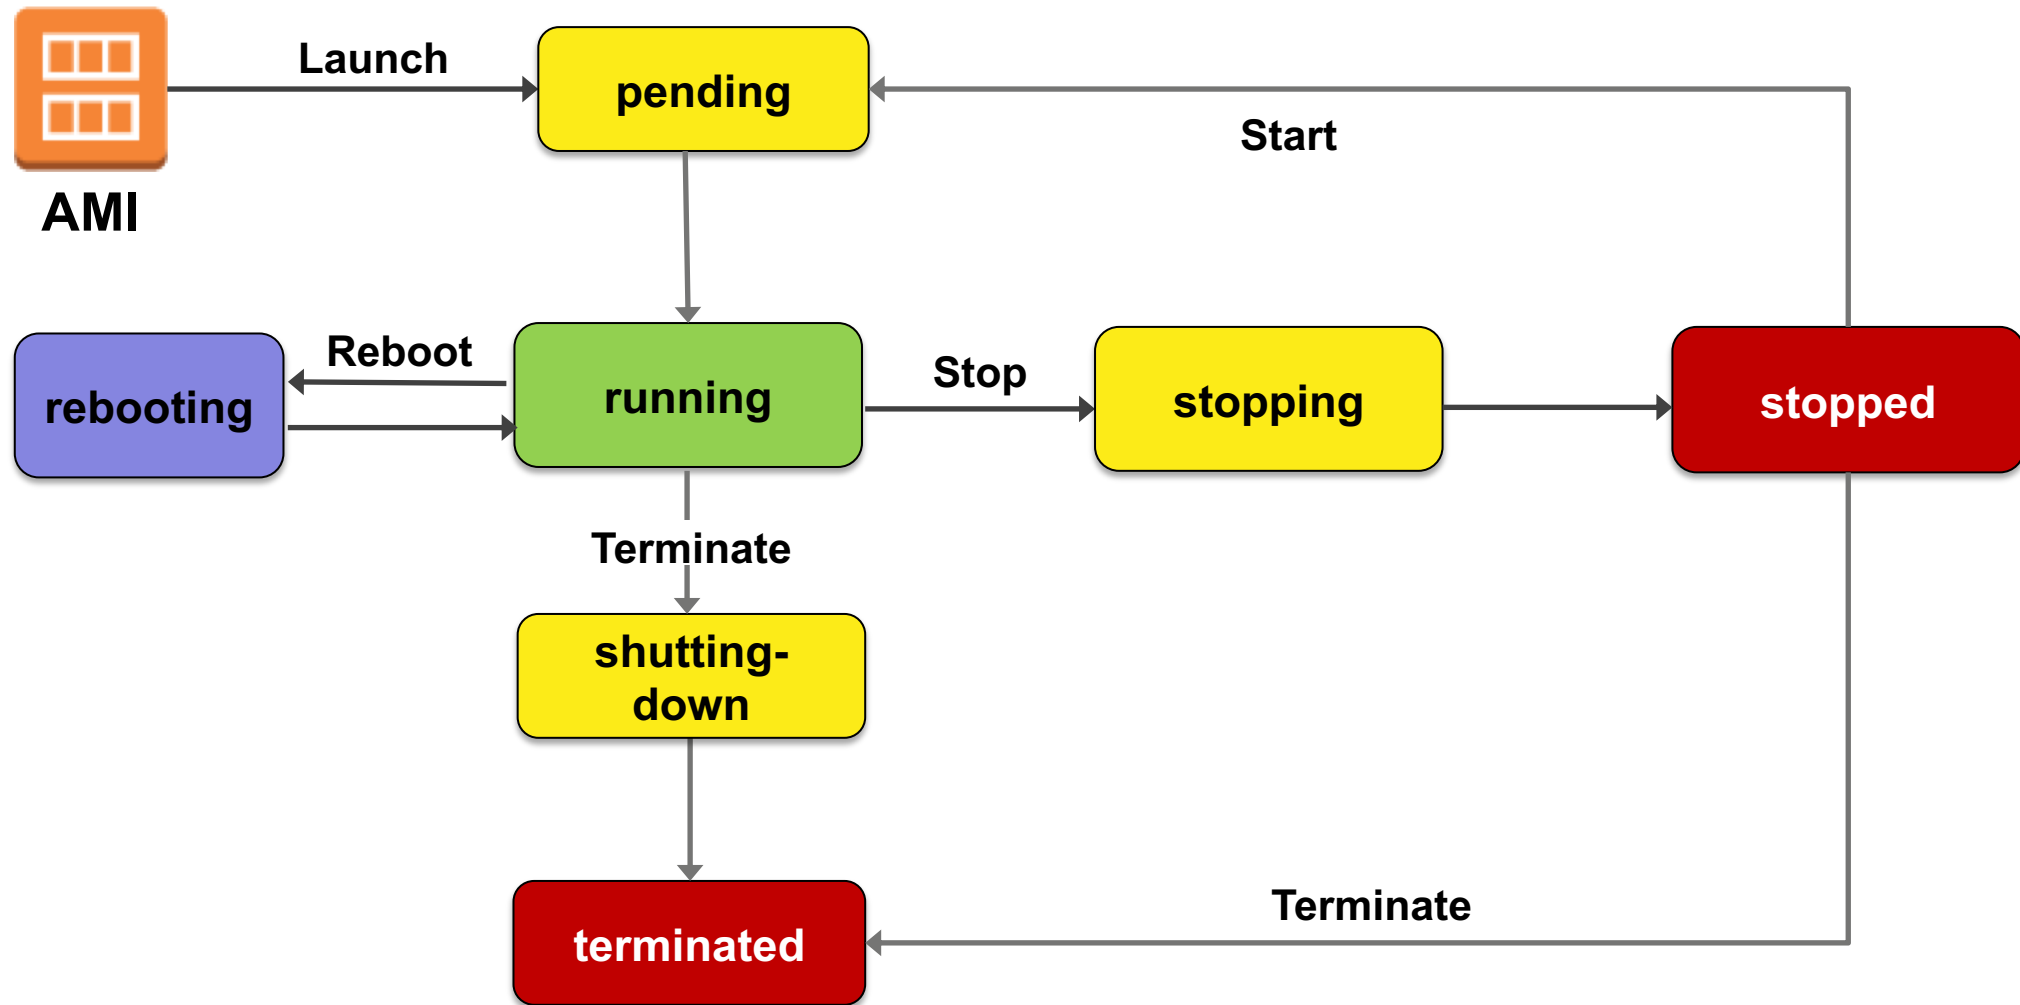 Launch
pending
Start
AMI
Reboot
rebooting
running
Stop
stopping
stopped
Terminate
shutting-
down
Terminate
terminated